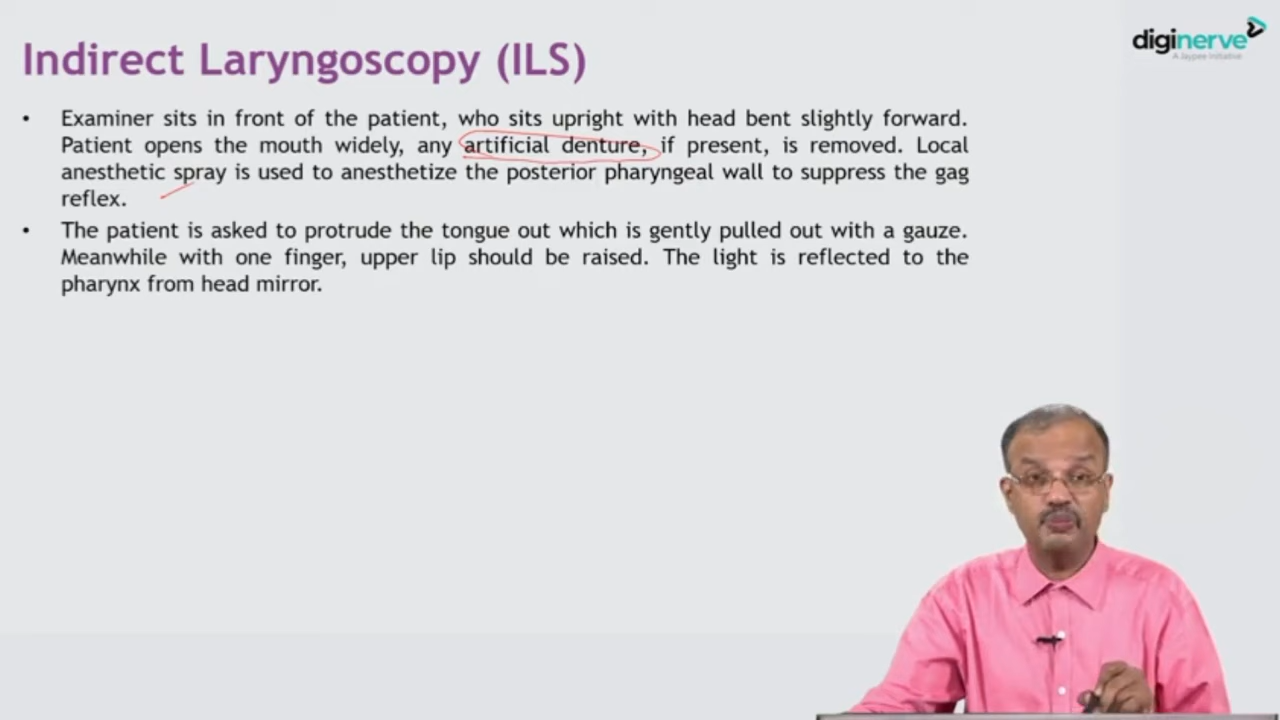 diginerve
A Jaypee Initiative
Indirect Laryngoscopy (ILS)
• Examiner sits in front of the patient, who sits upright with head bent slightly forward.
Patient opens the mouth widely, any artificial denture, if present, is removed. Local
anesthetic spray is used to anesthetize the posterior pharyngeal wall to suppress the gag
reflex.
• The patient is asked to protrude the tongue out which is gently pulled out with a gauze.
Meanwhile with one finger, upper lip should be raised. The light is reflected to the
pharynx from head mirror.